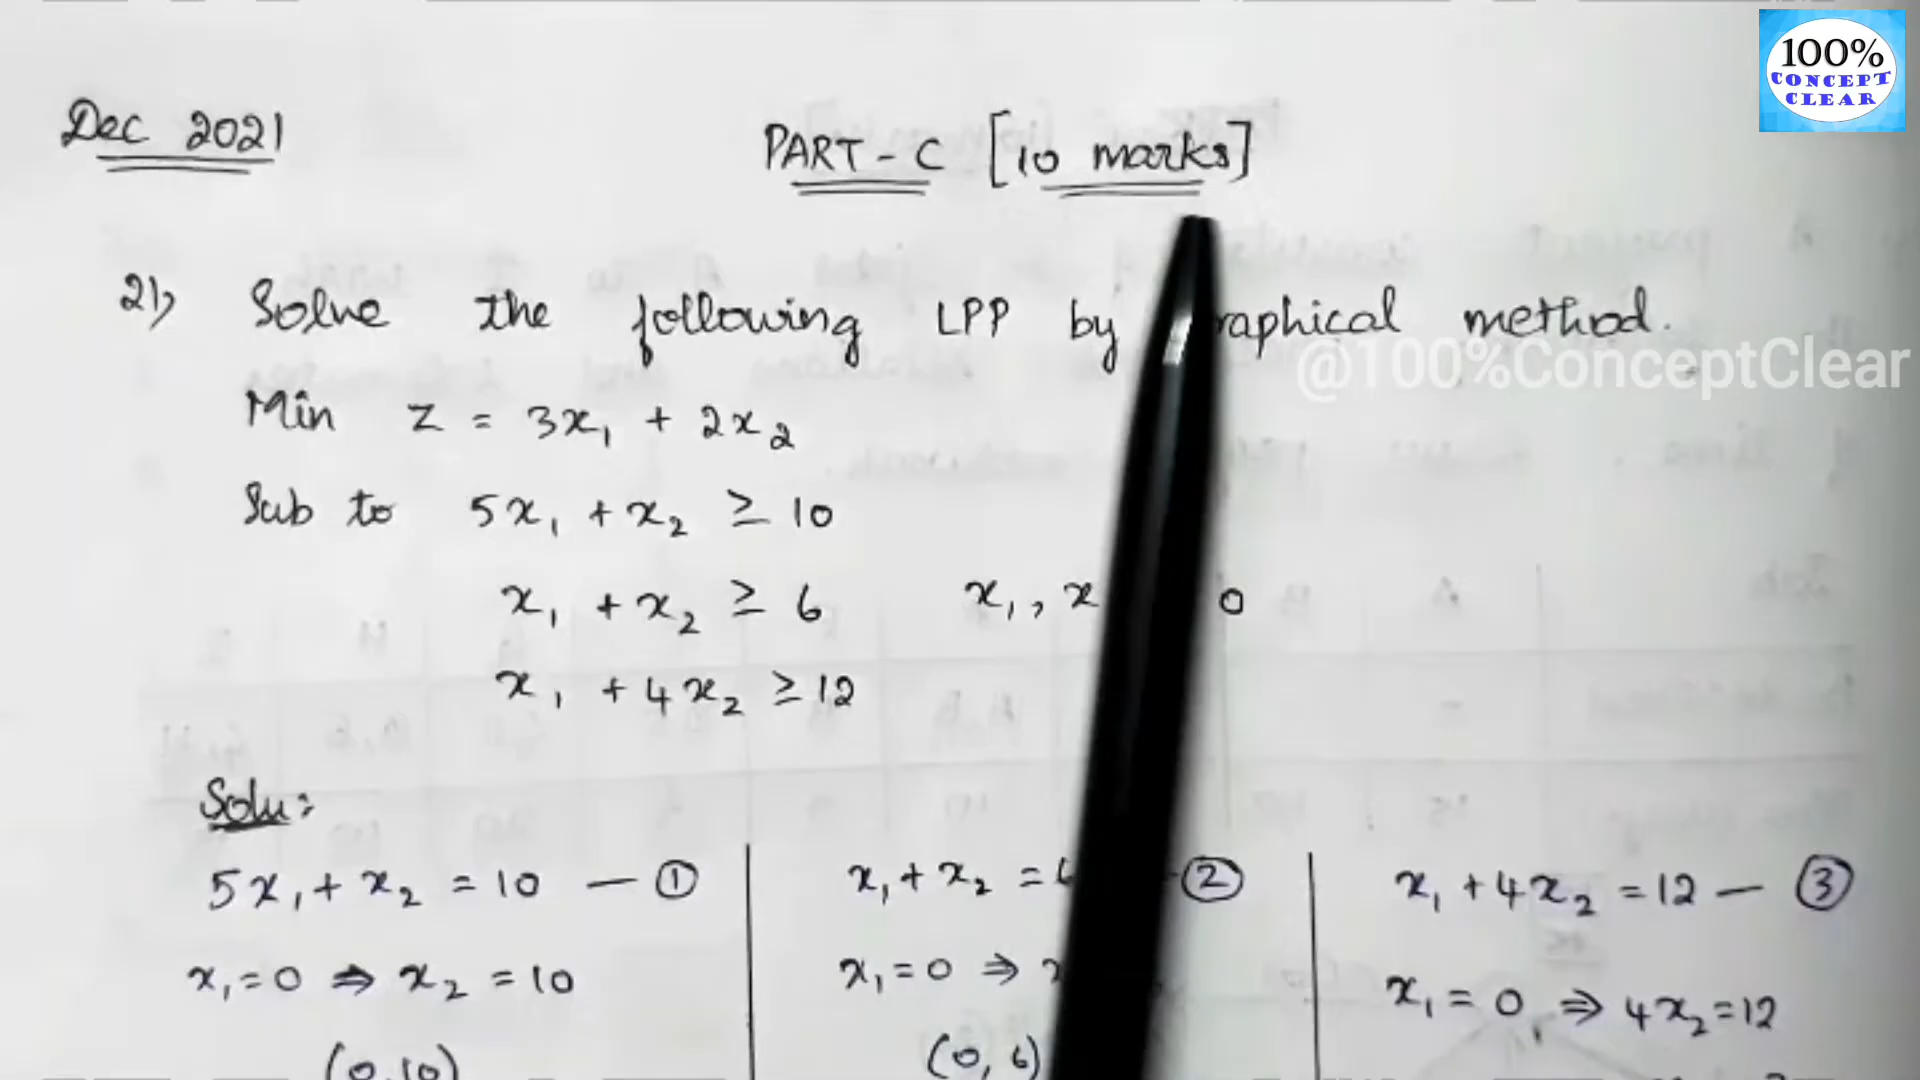 100%
CONCEPT
CLEAR
Dec 2021
PART - C [10 marks]
21) Solve the following LPP by raphical method.
@100%ConceptClear
Min Z = 3x₁ + 2x₂
Sub to 5x₁ + x₂ ≥ 10
x₁ + x₂ ≥ 6 x₁, x 0
x₁ + 4x₂ ≥ 12
Solu:
5x₁ + x₂ = 10 — ①
x₁ = 0 ⇒ x₂ = 10
(0,10)
x₁ + x₂ = 6 - ②
x₁ = 0 ⇒
(0, 6)
x₁ + 4x₂ = 12 — ③
x₁ = 0, ⇒ 4x₂ = 12